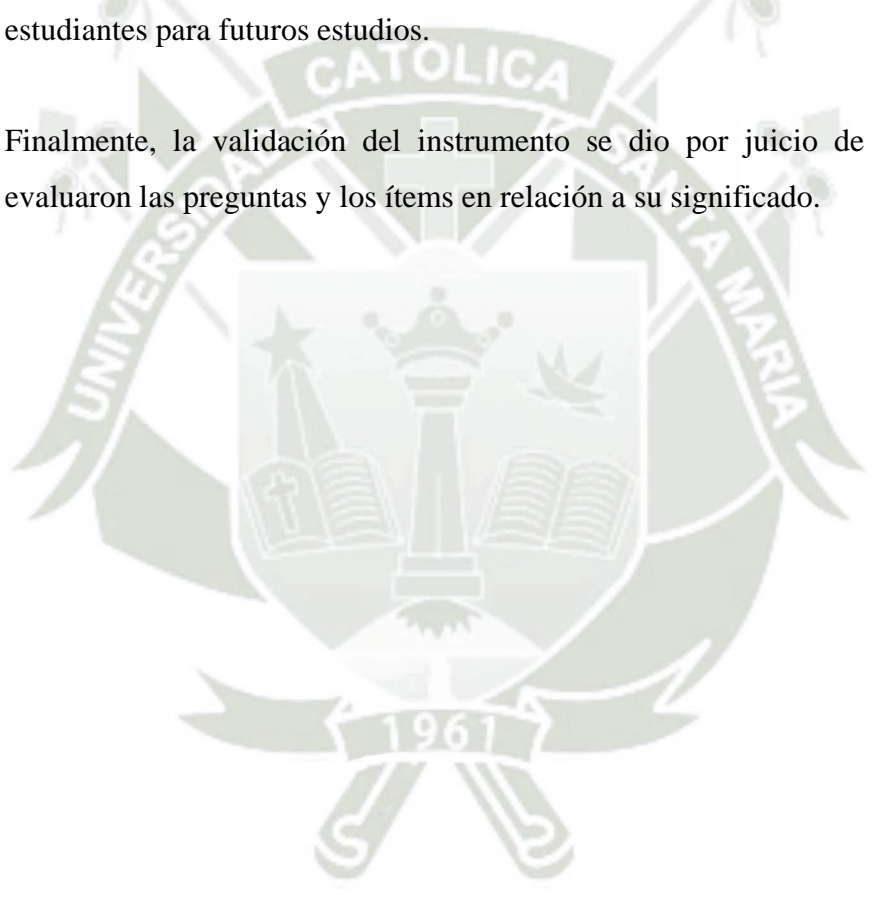 estudiantes para futuros estudios.
CATOLICA
Finalmente, la validación del instrumento se dio por juicio de
evaluaron las preguntas y los ítems en relación a su significado.
UNIVERSIDAD
SANTA MARIA
1961